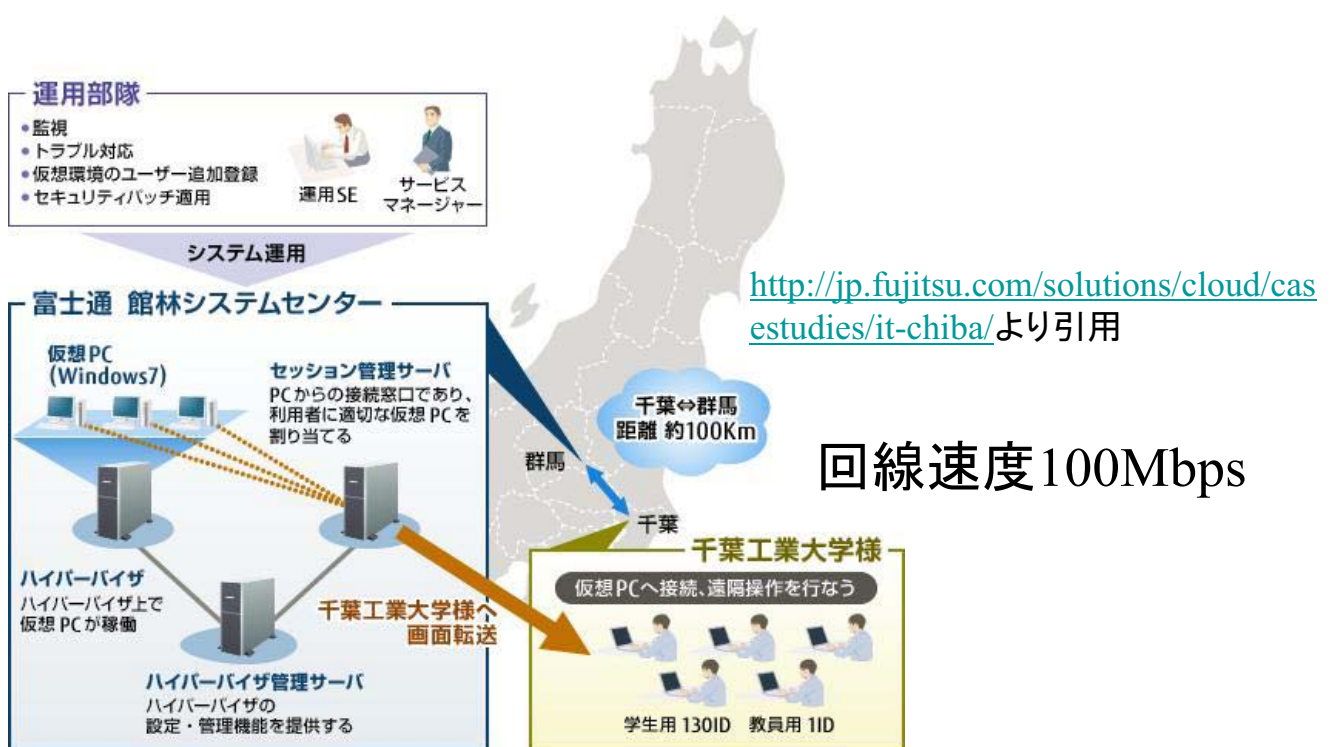 運用部隊
•監視
•トラブル対応
•仮想環境のユーザー追加登録
•セキュリティパッチ適用
運用SE
サービス
マネージャー
システム運用
富士通 館林システムセンター
仮想PC
(Windows7)
セッション管理サーバ
PCからの接続窓口であり、
利用者に適切な仮想PCを
割り当てる
ハイパーバイザ
ハイパーバイザ上で
仮想PCが稼働
ハイパーバイザ管理サーバ
ハイパーバイザの
設定・管理機能を提供する
千葉工業大学様へ
画面転送
千葉⇔群馬
距離 約100Km
群馬
千葉
千葉工業大学様
仮想PCへ接続、遠隔操作を行なう
学生用 130ID 教員用 1ID
http://jp.fujitsu.com/solutions/cloud/cas
estudies/it-chiba/より引用
回線速度100Mbps